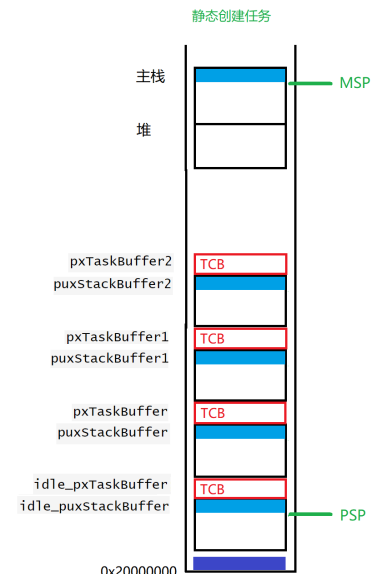 静态创建任务
主栈
MSP
堆
pxTaskBuffer2
TCB
puxStackBuffer2
pxTaskBuffer1
TCB
puxStackBuffer1
pxTaskBuffer
TCB
puxStackBuffer
idle_pxTaskBuffer
TCB
idle_puxStackBuffer
PSP
0x20000000